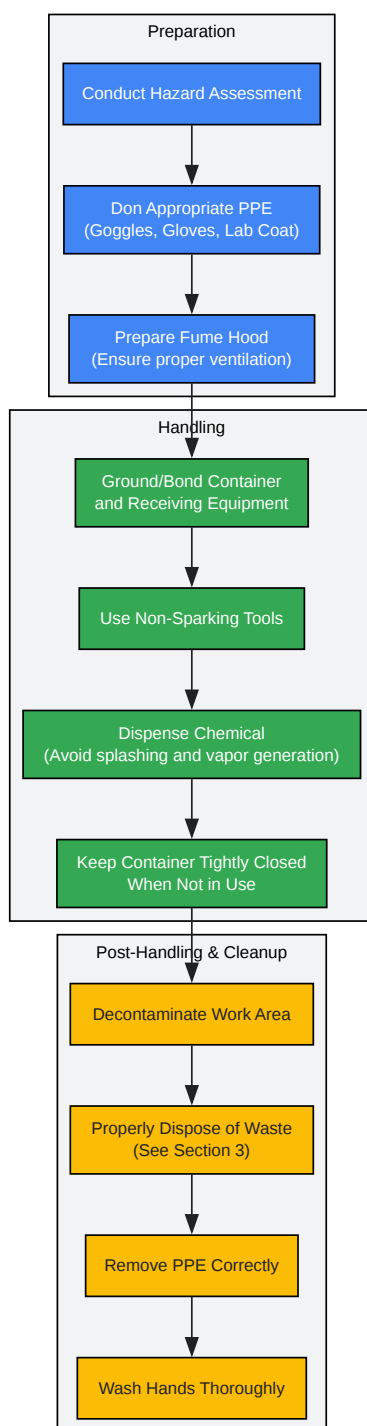 Preparation
Conduct Hazard Assessment
Don Appropriate PPE
(Goggles, Gloves, Lab Coat)
Prepare Fume Hood
(Ensure proper ventilation)
Handling
Ground/Bond Container
and Receiving Equipment
Use Non-Sparking Tools
Dispense Chemical
(Avoid splashing and vapor generation)
Keep Container Tightly Closed
When Not in Use
Post-Handling & Cleanup
Decontaminate Work Area
Properly Dispose of Waste
(See Section 3)
Remove PPE Correctly
Wash Hands Thoroughly